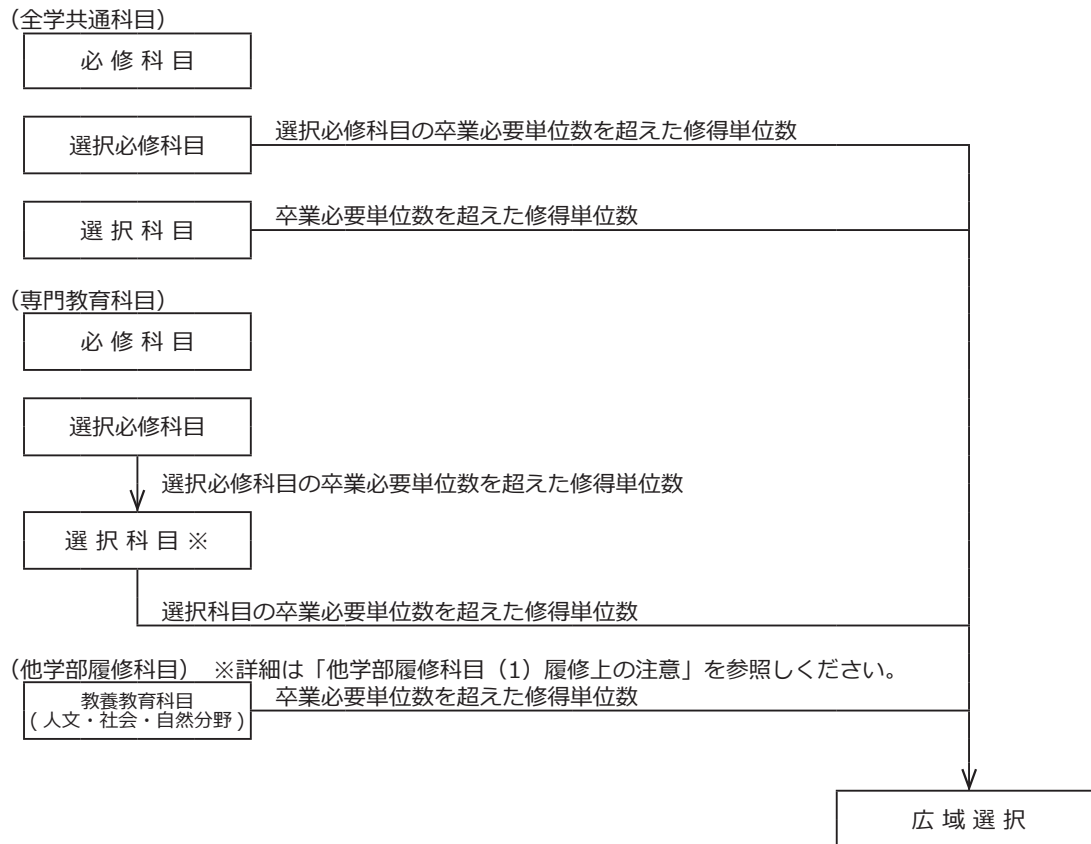 (全学共通科目)
必 修 科 目
選択必修科目
選択必修科目の卒業必要単位数を超えた修得単位数
選 択 科 目
卒業必要単位数を超えた修得単位数
(専門教育科目)
必 修 科 目
選択必修科目
選択必修科目の卒業必要単位数を超えた修得単位数
選 択 科 目 ※
選択科目の卒業必要単位数を超えた修得単位数
(他学部履修科目) ※詳細は「他学部履修科目(1)履修上の注意」を参照しください。
教養教育科目
( 人文・社会・自然分野 )
卒業必要単位数を超えた修得単位数
広 域 選 択